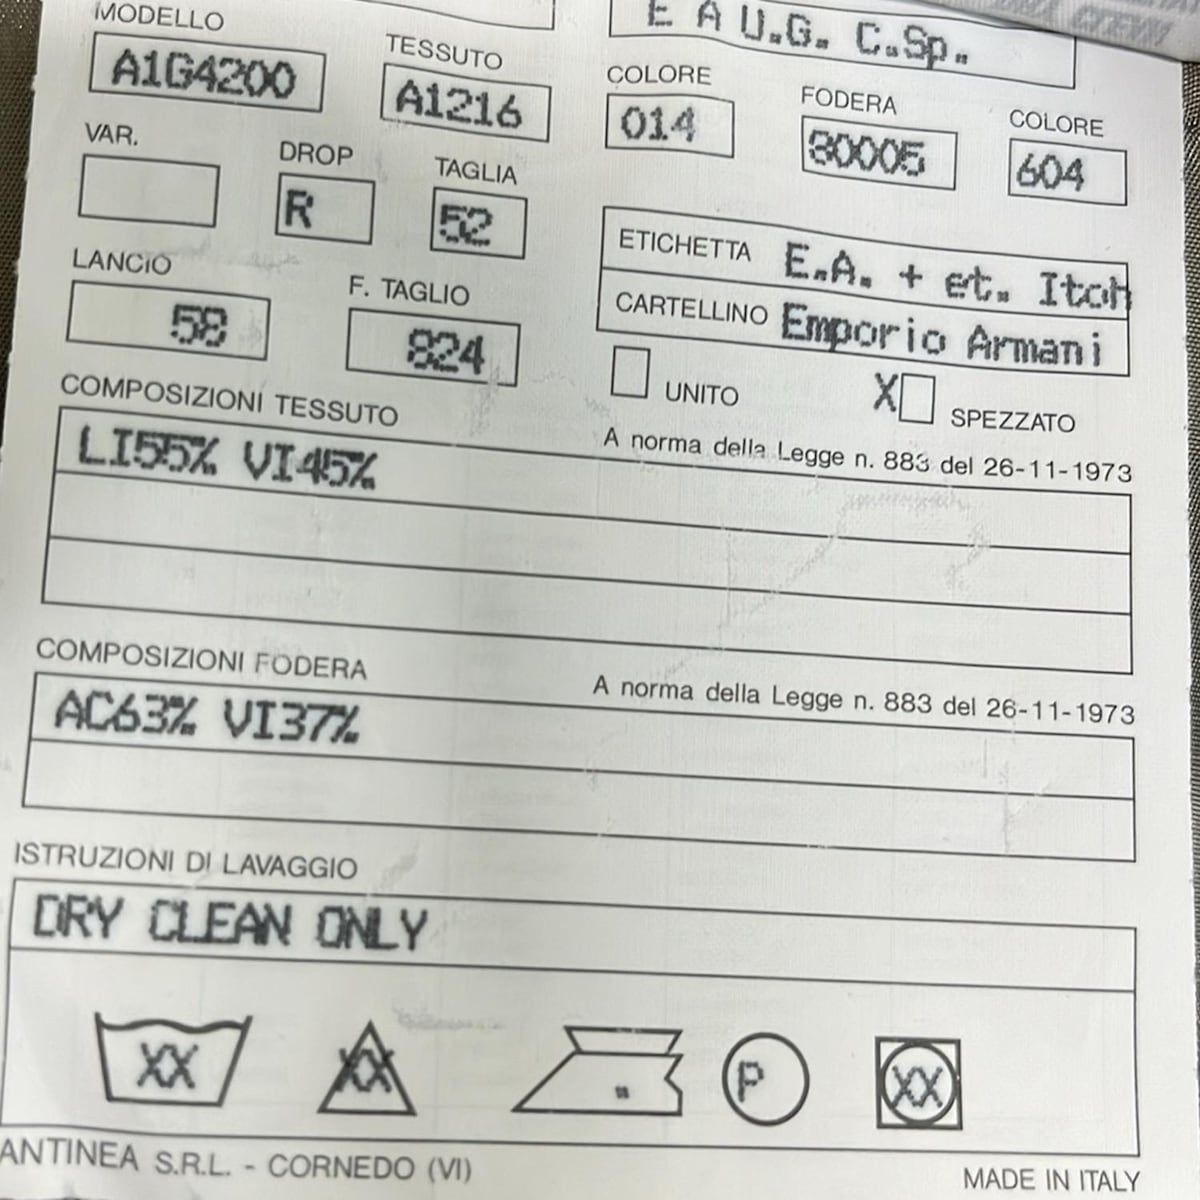 E A U.G. C.Sp.
MODELLO TESSUTO COLORE FODERA COLORE
A1G4200 A1216 014 80005 604
VAR. DROP TAGLIA
R 52
ETICHETTA E.A. + et. Itoh
CARTELLINO Emporio Armani
LANCIO F. TAGLIO
58 824
UNITO X SPEZZATO
COMPOSIZIONI TESSUTO A norma della Legge n. 883 del 26-11-1973
LI55% VI45%
COMPOSIZIONI FODERA A norma della Legge n. 883 del 26-11-1973
AC63% VI37%
ISTRUZIONI DI LAVAGGIO
DRY CLEAN ONLY
XX XX P XX
ANTINEA S.R.L. - CORNEDO (VI) MADE IN ITALY